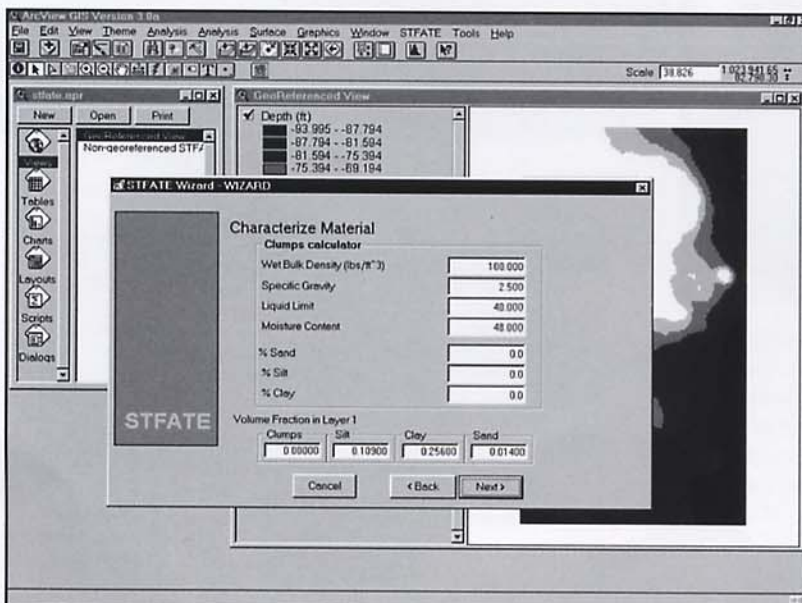 ArcView GIS Version 3.0a
File Edit View Theme Analysis Analysis Surface Graphics Window STFATE Tools Help
Scale 38.826
stfate.apr
New Open Print
GeoReferenced View
Non-georeferenced STFA
Views
Tables
Charts
Layouts
Scripts
Dialogs
GeoReferenced View
Depth (ft)
-93.995 - -87.794
-87.794 - -81.594
-81.594 - -75.394
-75.394 - -69.194
STFATE Wizard - WIZARD
STFATE
Characterize Material
Clumps calculator
Wet Bulk Density (lbs/ft^3) 160.000
Specific Gravity 2.500
Liquid Limit 40.000
Moisture Content 48.000
% Sand 0.0
% Silt 0.0
% Clay 0.0
Volume Fraction in Layer 1
Clumps Silt Clay Sand
0.00000 0.10900 0.25600 0.01400
Cancel <Back Next>